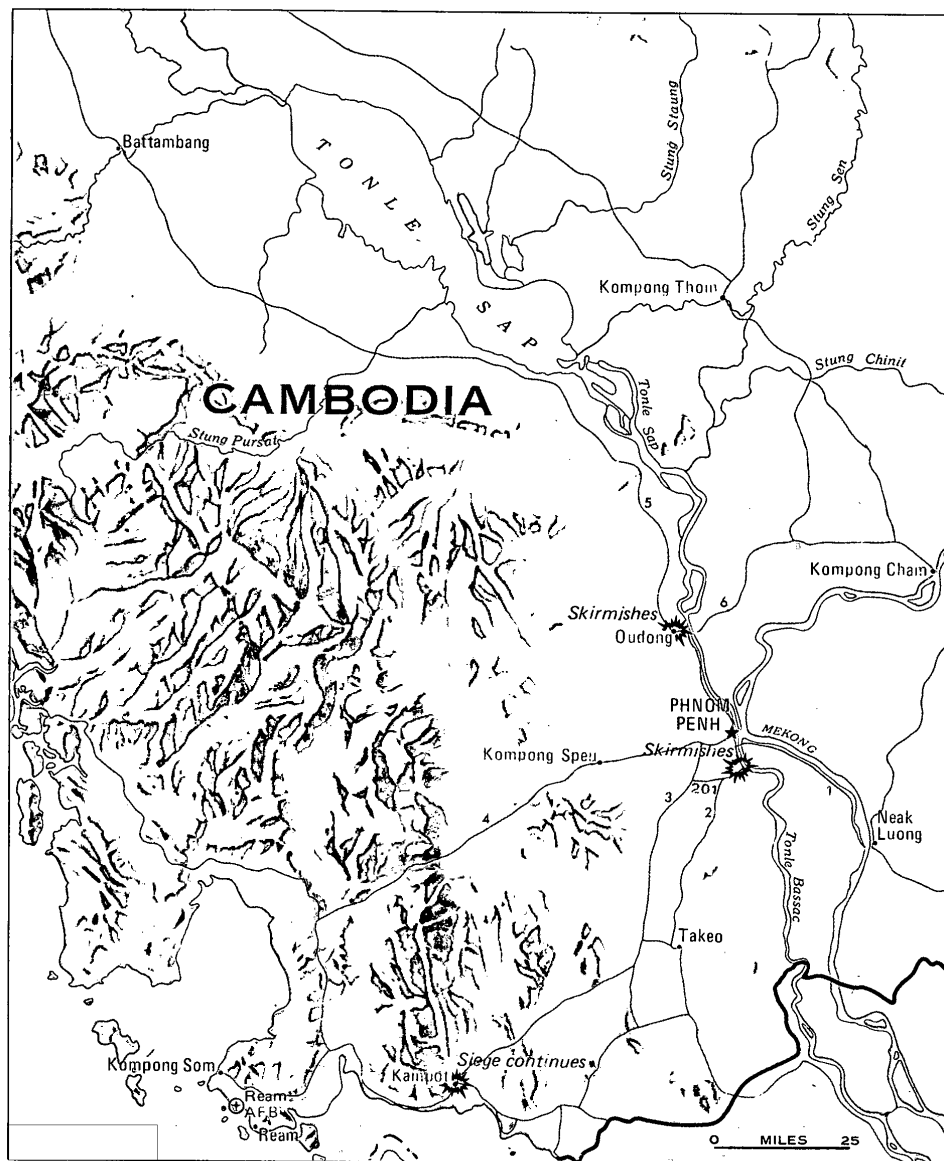 Battambang
TONLE SAP
Stung Staung
Stung Sen
Kompong Thom
Stung Chinit
CAMBODIA
Tonle Sap
Stung Pursat
5
Kompong Cham
6
Skirmishes
Oudong
PHNOM
PENH
MEKONG
Skirmishes
Kompong Speu
201
1
3
2
4
Neak
Luong
Tonle Bassac
Takeo
Siege continues
Kampot
Kompong Som
Ream
AFB
Ream
0 MILES 25